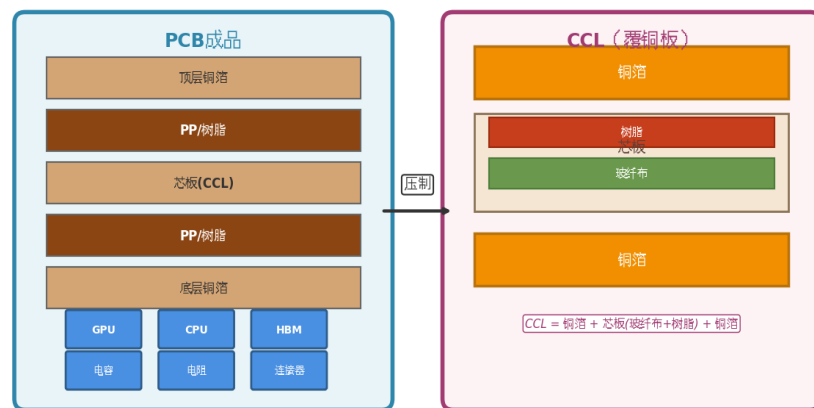 PCB成品
顶层铜箔
PP/树脂
芯板(CCL)
PP/树脂
底层铜箔
GPU
CPU
HBM
电容
电阻
连接器
压制
CCL（覆铜板）
铜箔
树脂
芯板
玻纤布
铜箔
CCL = 铜箔 + 芯板(玻纤布+树脂) + 铜箔